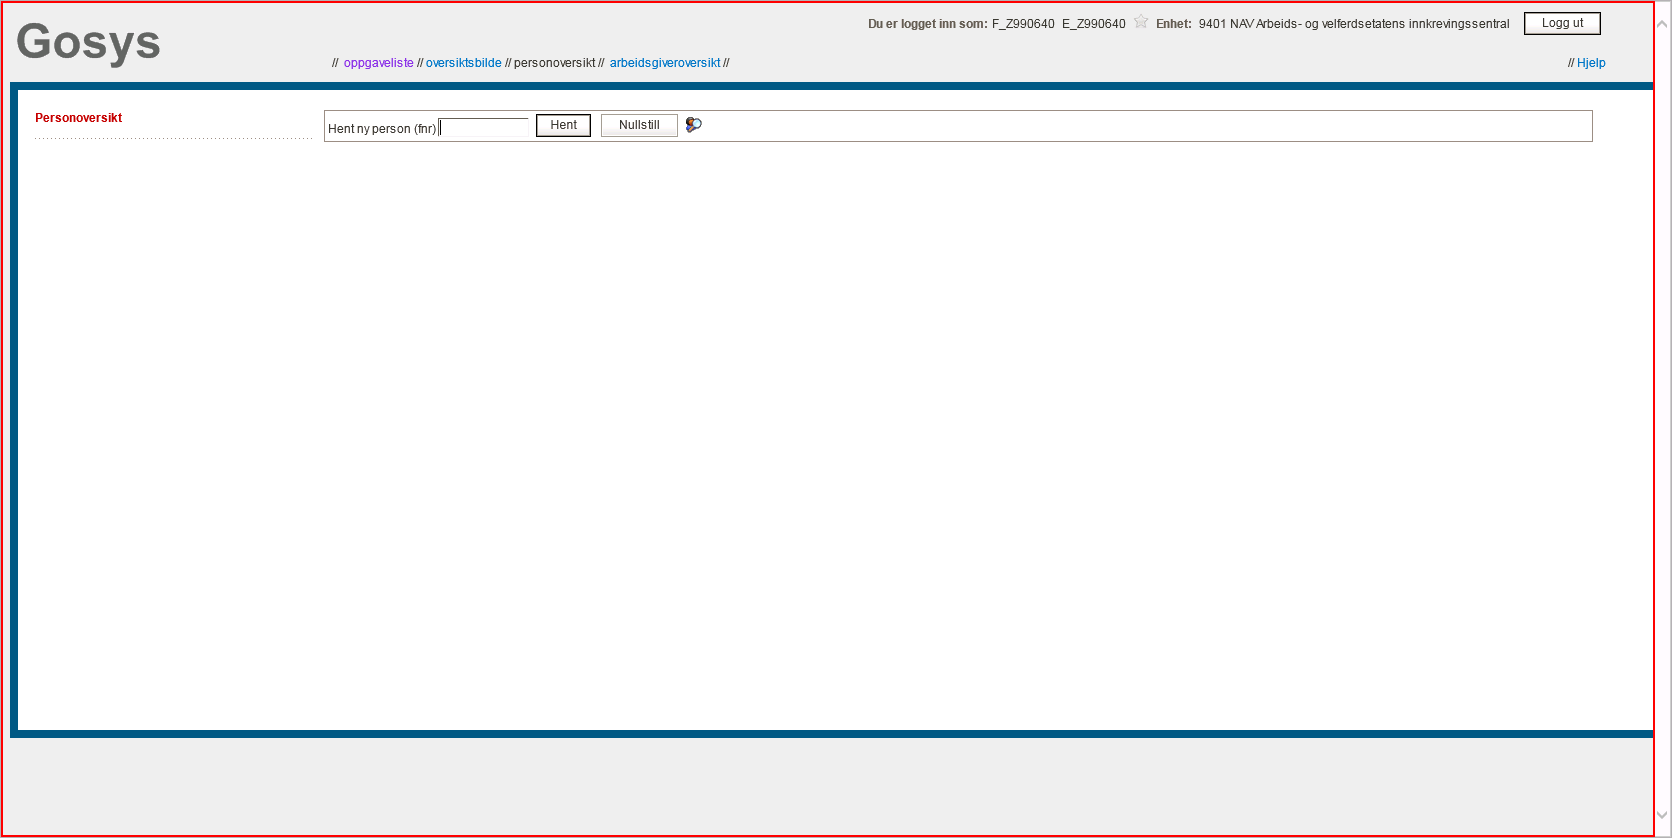 Gosys
Du er logget inn som: F_Z990640 E_Z990640 Enhet: 9401 NAV Arbeids- og velferdsetatens innkrevingssentral Logg ut
// oppgaveliste // oversiktsbilde // personoversikt // arbeidsgiveroversikt //
// Hjelp
Personoversikt
Hent ny person (fnr) Hent Nullstill